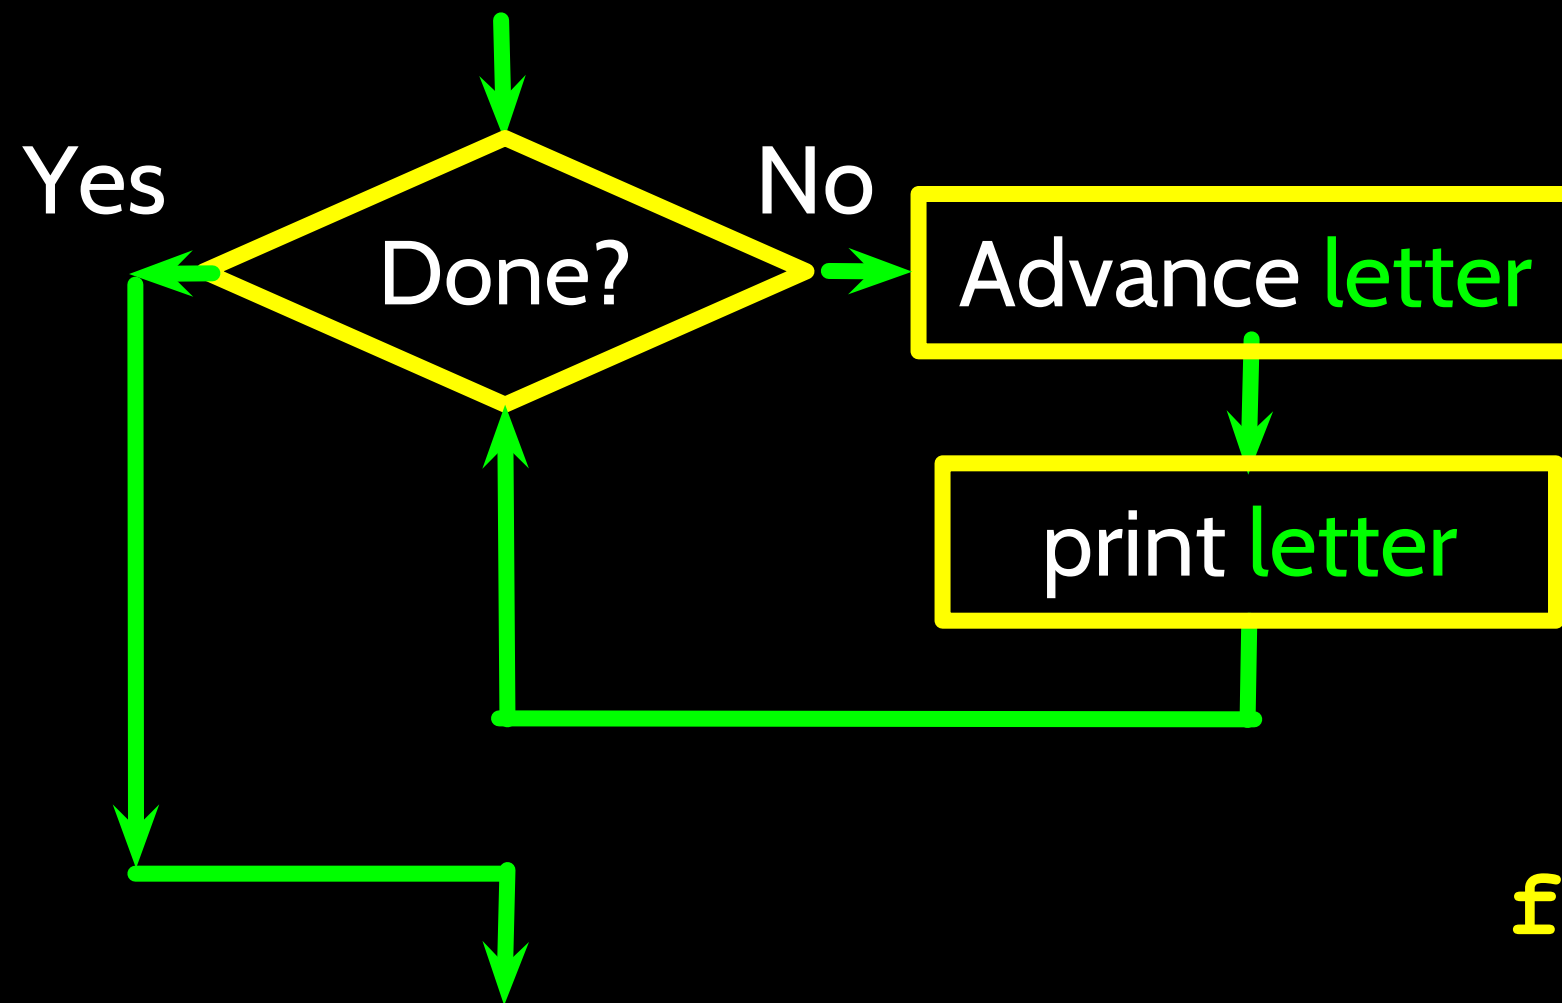 Yes
No
Done?
Advance letter
print letter
f